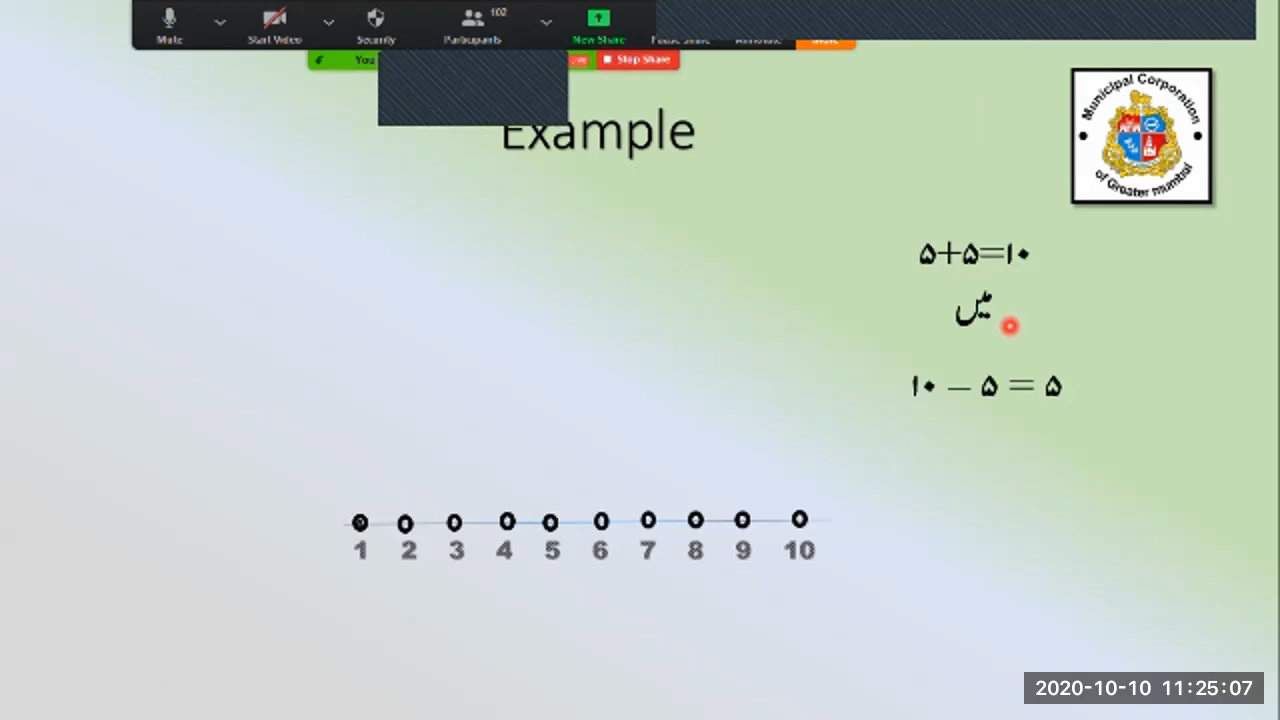 Mute
Start Video
Security
Participants
102
New Share
You
Stop Share
Example
Municipal Corporation
of Greater mumbai
۵+۵=۱۰
میں
۱۰ − ۵ = ۵
1 2 3 4 5 6 7 8 9 10
2020-10-10 11:25:07